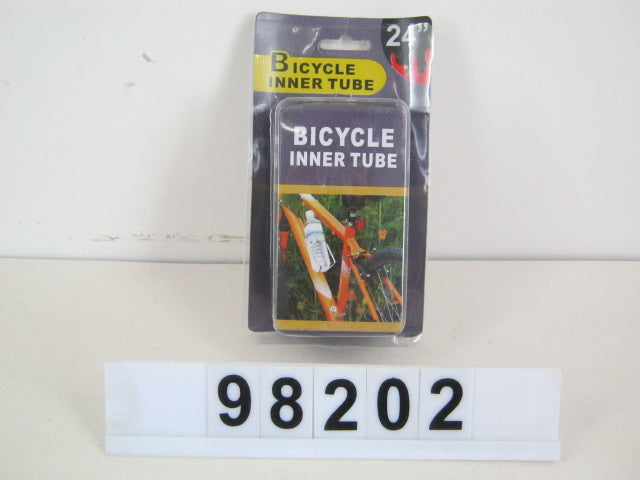 24"
BICYCLE
INNER TUBE
BICYCLE
INNER TUBE
98202